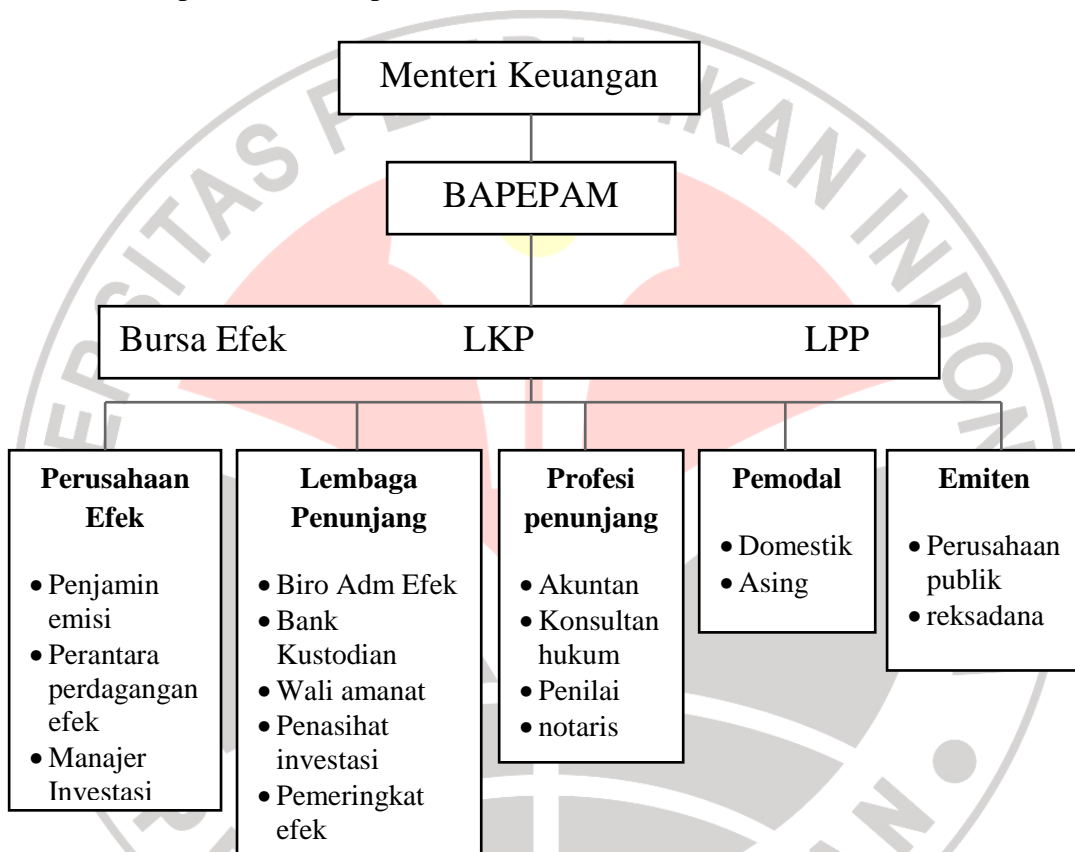 Menteri Keuangan
BAPEPAM
Bursa Efek LKP LPP
Perusahaan
Efek
• Penjamin
emisi
• Perantara
perdagangan
efek
• Manajer
Investasi
Lembaga
Penunjang
• Biro Adm Efek
• Bank
Kustodian
• Wali amanat
• Penasihat
investasi
• Pemeringkat
efek
Profesi
penunjang
• Akuntan
• Konsultan
hukum
• Penilai
• notaris
Pemodal
• Domestik
• Asing
Emiten
• Perusahaan
publik
• reksadana
ERSITAS
INDON